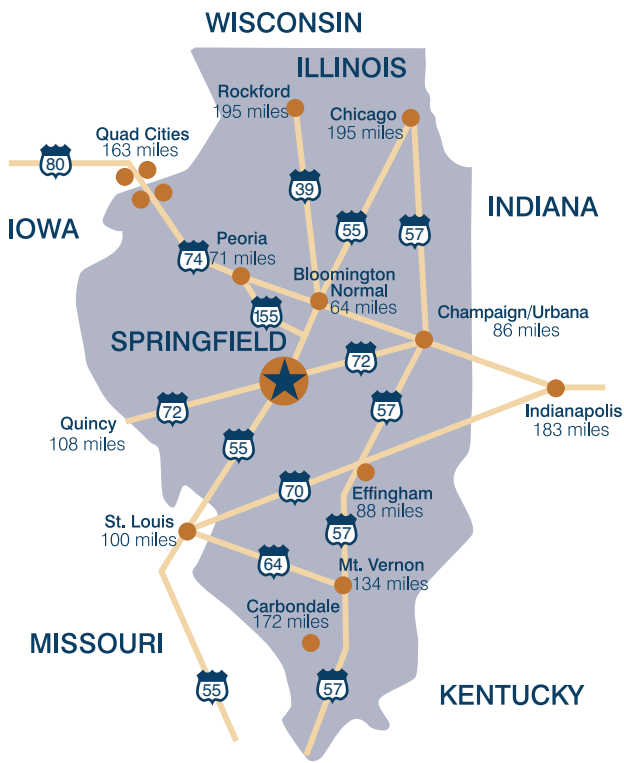 WISCONSIN
ILLINOIS
Rockford
195 miles
Chicago
195 miles
Quad Cities
163 miles
80
39
INDIANA
IOWA
55
57
Peoria
71 miles
74
Bloomington
Normal
64 miles
155
Champaign/Urbana
86 miles
SPRINGFIELD
72
72
57
Indianapolis
183 miles
Quincy
108 miles
55
70
Effingham
88 miles
St. Louis
100 miles
57
64
Mt. Vernon
134 miles
Carbondale
172 miles
MISSOURI
55
57
KENTUCKY